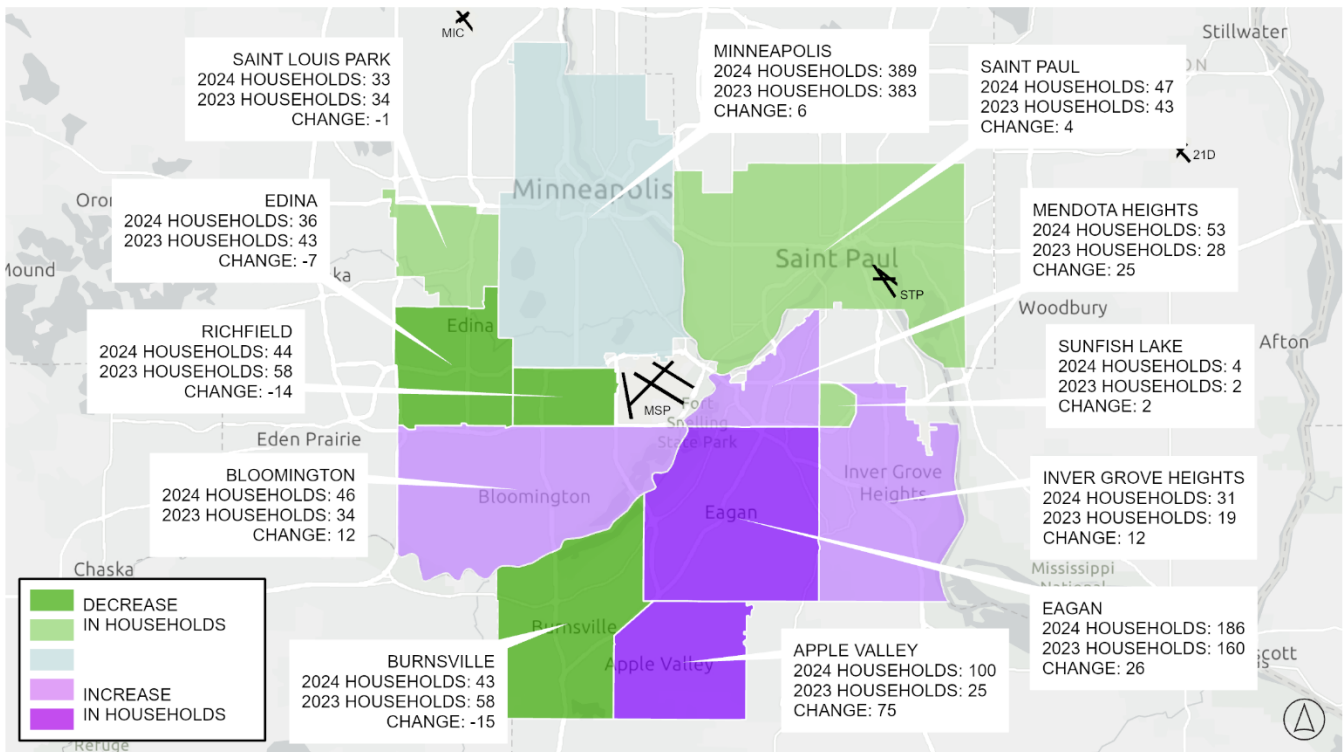 MIC
Stillwater
SAINT LOUIS PARK
2024 HOUSEHOLDS: 33
2023 HOUSEHOLDS: 34
CHANGE: -1
MINNEAPOLIS
2024 HOUSEHOLDS: 389
2023 HOUSEHOLDS: 383
CHANGE: 6
SAINT PAUL
2024 HOUSEHOLDS: 47
2023 HOUSEHOLDS: 43
CHANGE: 4
21D
Minneapolis
EDINA
2024 HOUSEHOLDS: 36
2023 HOUSEHOLDS: 43
CHANGE: -7
MENDOTA HEIGHTS
2024 HOUSEHOLDS: 53
2023 HOUSEHOLDS: 28
CHANGE: 25
Mound
Saint Paul
STP
Woodbury
Edina
RICHFIELD
2024 HOUSEHOLDS: 44
2023 HOUSEHOLDS: 58
CHANGE: -14
SUNFISH LAKE
2024 HOUSEHOLDS: 4
2023 HOUSEHOLDS: 2
CHANGE: 2
Afton
MSP
Fort
Snelling
State Park
Eden Prairie
BLOOMINGTON
2024 HOUSEHOLDS: 46
2023 HOUSEHOLDS: 34
CHANGE: 12
Bloomington
Eagan
Inver Grove
Heights
INVER GROVE HEIGHTS
2024 HOUSEHOLDS: 31
2023 HOUSEHOLDS: 19
CHANGE: 12
Chaska
Mississippi
National
DECREASE
IN HOUSEHOLDS
INCREASE
IN HOUSEHOLDS
Burnsville
Apple Valley
EAGAN
2024 HOUSEHOLDS: 186
2023 HOUSEHOLDS: 160
CHANGE: 26
BURNSVILLE
2024 HOUSEHOLDS: 43
2023 HOUSEHOLDS: 58
CHANGE: -15
APPLE VALLEY
2024 HOUSEHOLDS: 100
2023 HOUSEHOLDS: 25
CHANGE: 75
Refuge